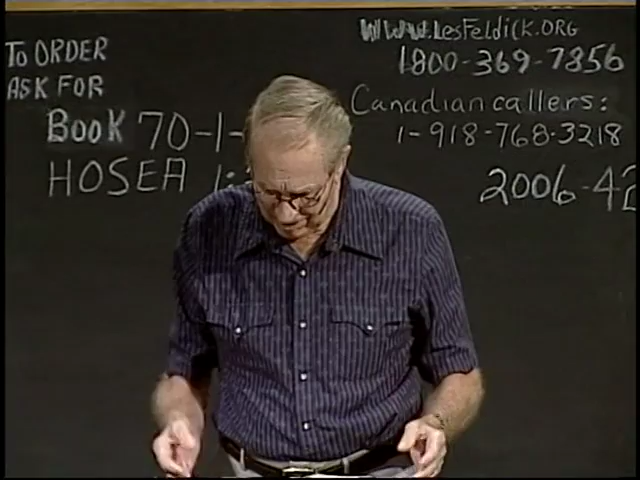 TO ORDER
ASK FOR
BOOK 70-1-
HOSEA 1:
WWW.LesFeldick.ORG
1800-369-7856
Canadian callers:
1-918-768-3218
2006-42